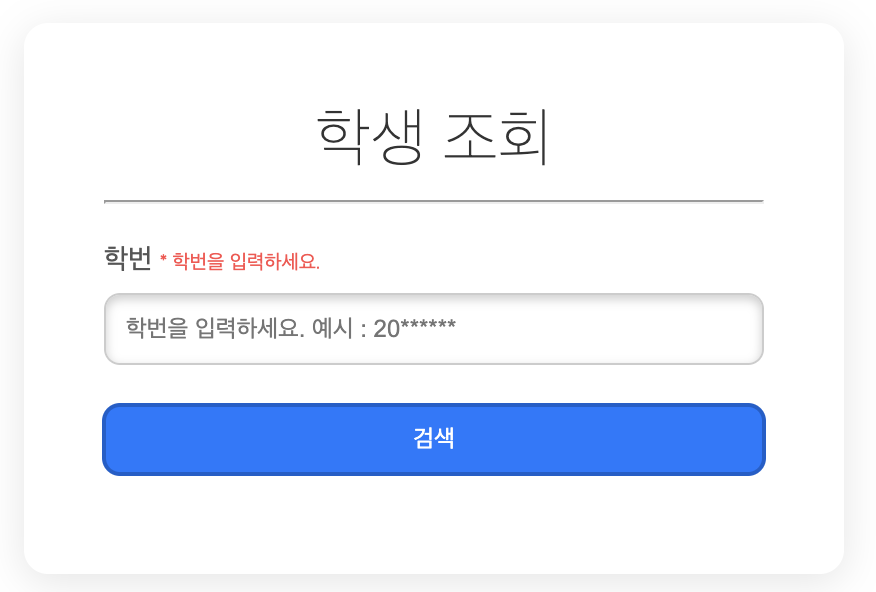 학생 조회
학번 * 학번을 입력하세요.
학번을 입력하세요. 예시 : 20******
검색